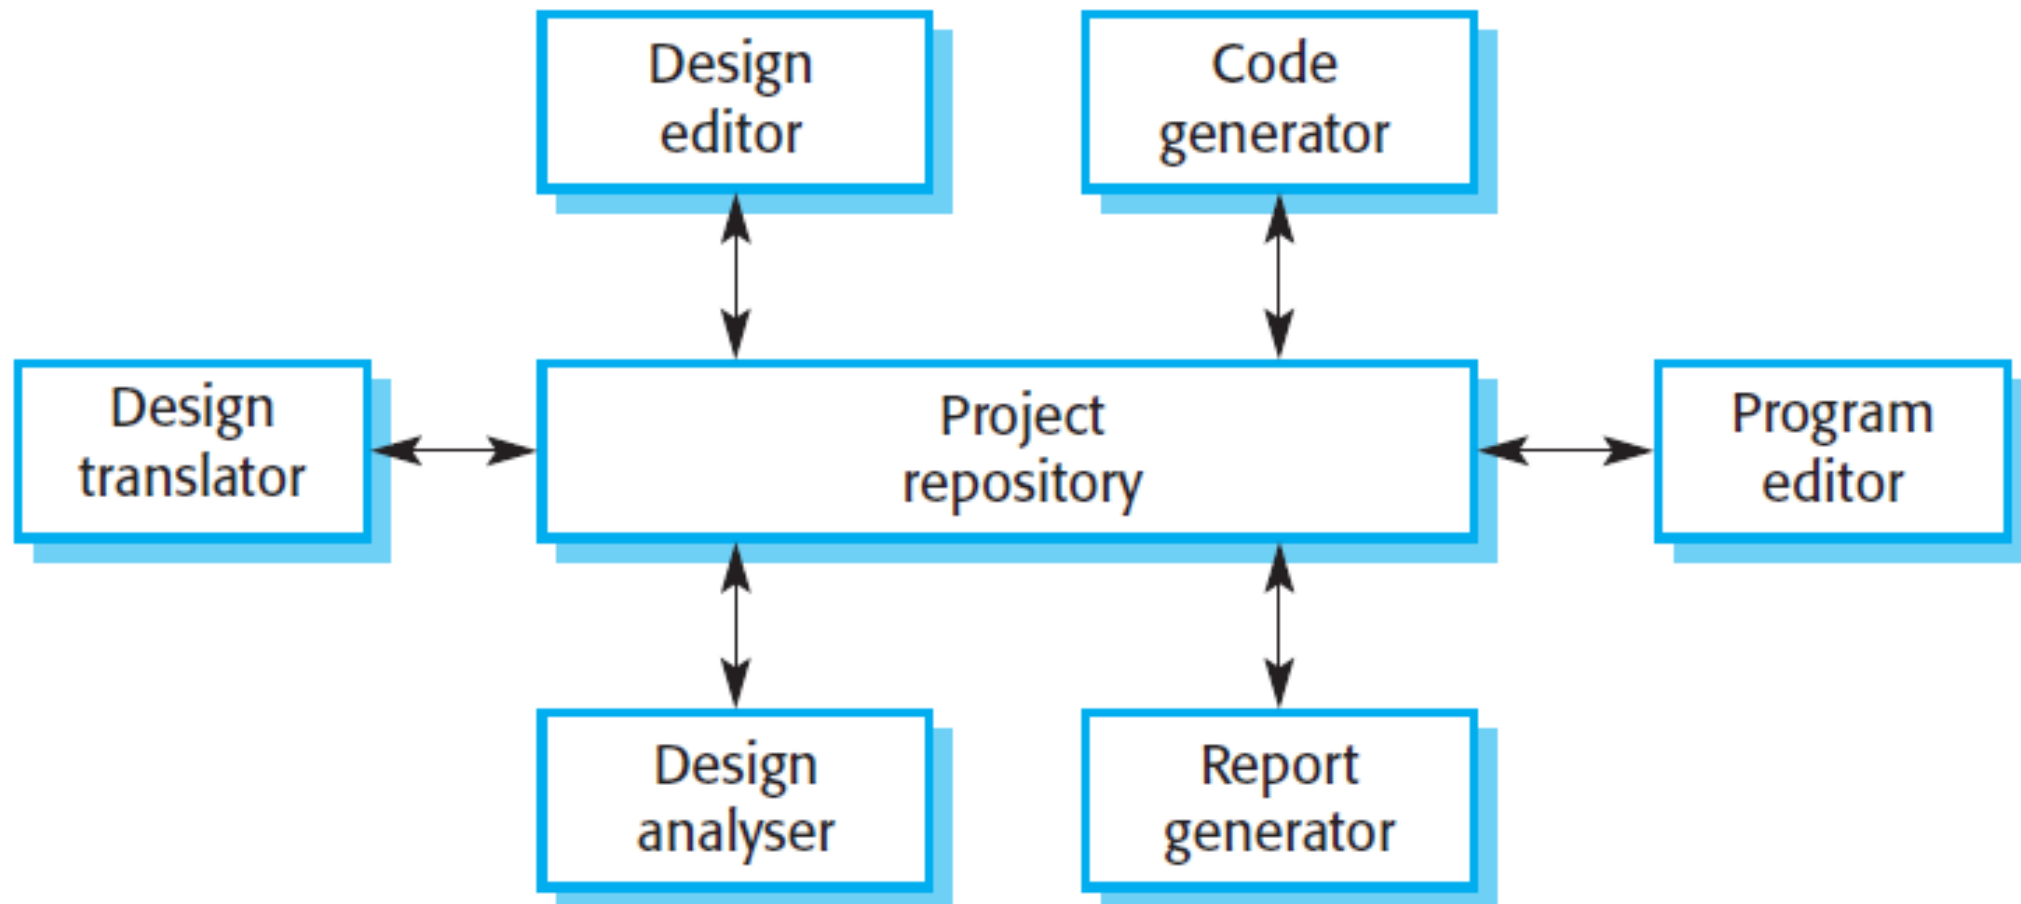 Design
editor
Code
generator
Design
translator
Project
repository
Program
editor
Design
analyser
Report
generator